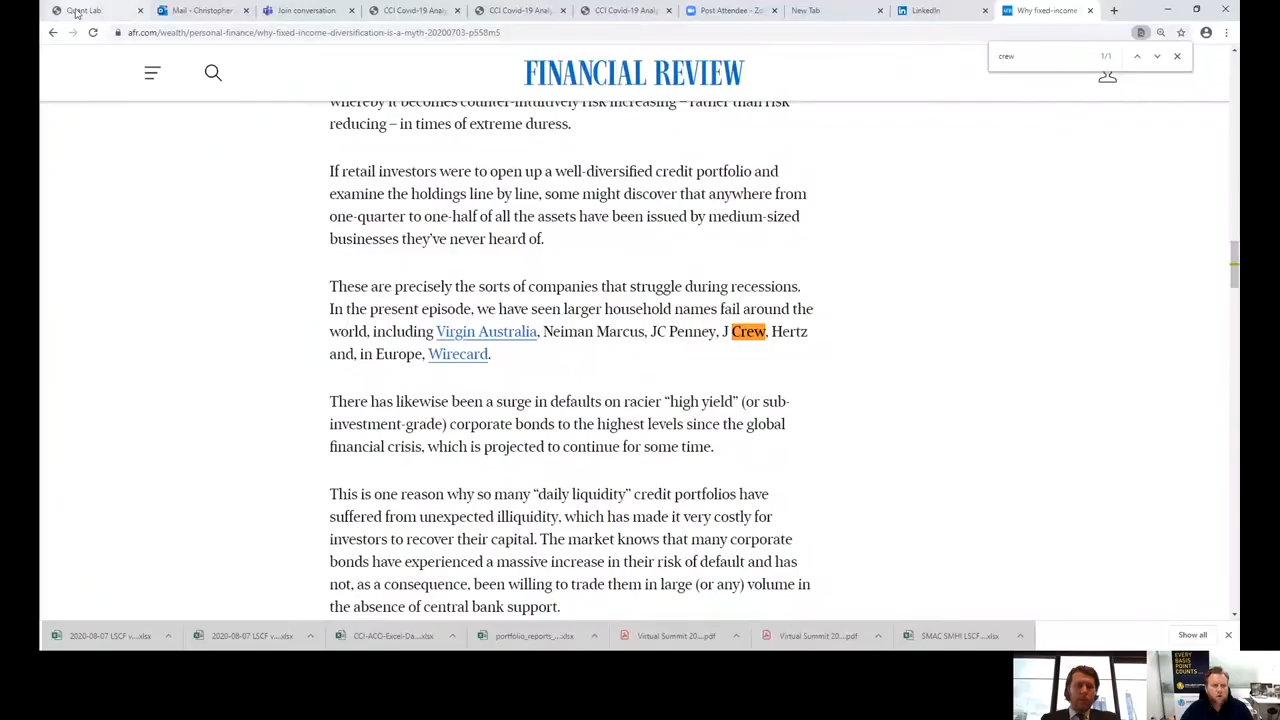 Quant Lab
Mail - Christopher
Join conversation
CCI Covid-19 Analy
CCI Covid-19 Analy
CCI Covid-19 Analy
Post Attendee - Zo
New Tab
LinkedIn
Why fixed-income
afr.com/wealth/personal-finance/why-fixed-income-diversification-is-a-myth-20200703-p558m5
crew
1/1
FINANCIAL REVIEW
whereby it becomes counter-intuitively risk increasing – rather than risk
reducing – in times of extreme duress.
If retail investors were to open up a well-diversified credit portfolio and
examine the holdings line by line, some might discover that anywhere from
one-quarter to one-half of all the assets have been issued by medium-sized
businesses they've never heard of.
These are precisely the sorts of companies that struggle during recessions.
In the present episode, we have seen larger household names fail around the
world, including Virgin Australia, Neiman Marcus, JC Penney, J Crew, Hertz
and, in Europe, Wirecard.
There has likewise been a surge in defaults on racier “high yield” (or sub-
investment-grade) corporate bonds to the highest levels since the global
financial crisis, which is projected to continue for some time.
This is one reason why so many “daily liquidity” credit portfolios have
suffered from unexpected illiquidity, which has made it very costly for
investors to recover their capital. The market knows that many corporate
bonds have experienced a massive increase in their risk of default and has
not, as a consequence, been willing to trade them in large (or any) volume in
the absence of central bank support.
2020-08-07 LSCF v....xlsx
2020-08-07 LSCF v....xlsx
CCI-ACO-Excel-Da....xlsx
portfolio_reports_....xlsx
Virtual Summit 20....pdf
Virtual Summit 20....pdf
SMAC SMHI LSCF ....xlsx
Show all
EVERY
BASIS
POINT
COUNTS